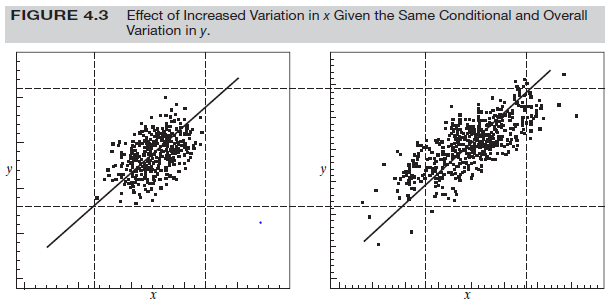 FIGURE 4.3 Effect of Increased Variation in x Given the Same Conditional and Overall
Variation in y.
y
y
x
x